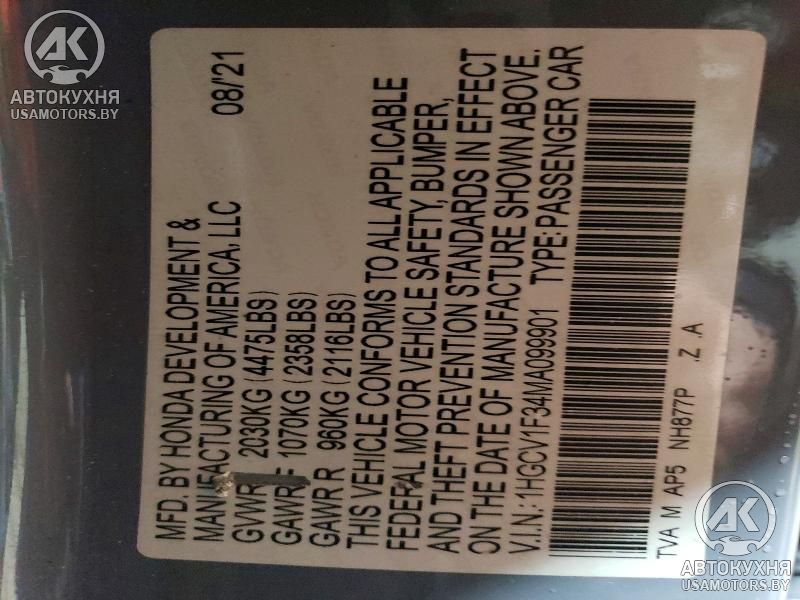 MFD. BY HONDA DEVELOPMENT &
MANUFACTURING OF AMERICA, LLC 08/'21
GVWR 2030KG (4475LBS)
GAWR F 1070KG (2358LBS)
GAWR R 960KG (2116LBS)
THIS VEHICLE CONFORMS TO ALL APPLICABLE
FEDERAL MOTOR VEHICLE SAFETY, BUMPER,
AND THEFT PREVENTION STANDARDS IN EFFECT
ON THE DATE OF MANUFACTURE SHOWN ABOVE.
V.I.N.: 1HGCV1F34MA099901 TYPE: PASSENGER CAR
TVA M AP5 NH877P .Z .A
АК
АВТОКУХНЯ
USAMOTORS.BY
АК
АВТОКУХНЯ
USAMOTORS.BY